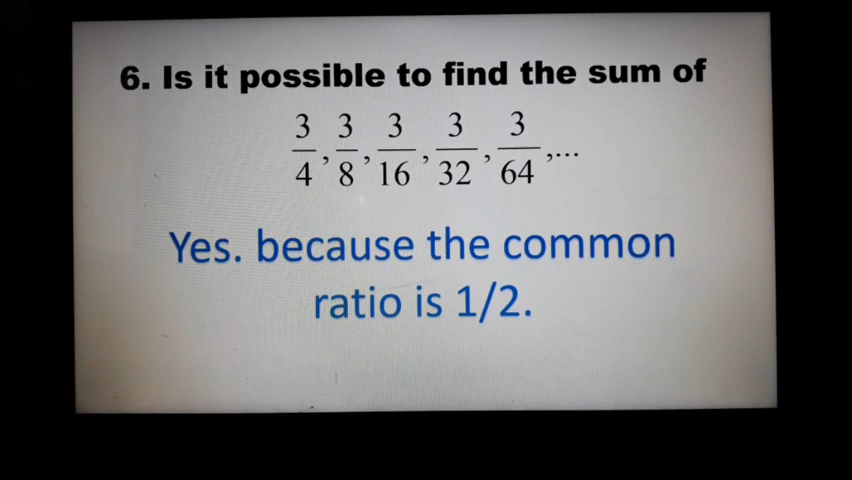 6. Is it possible to find the sum of
3/4, 3/8, 3/16, 3/32, 3/64, ...
Yes. because the common
ratio is 1/2.